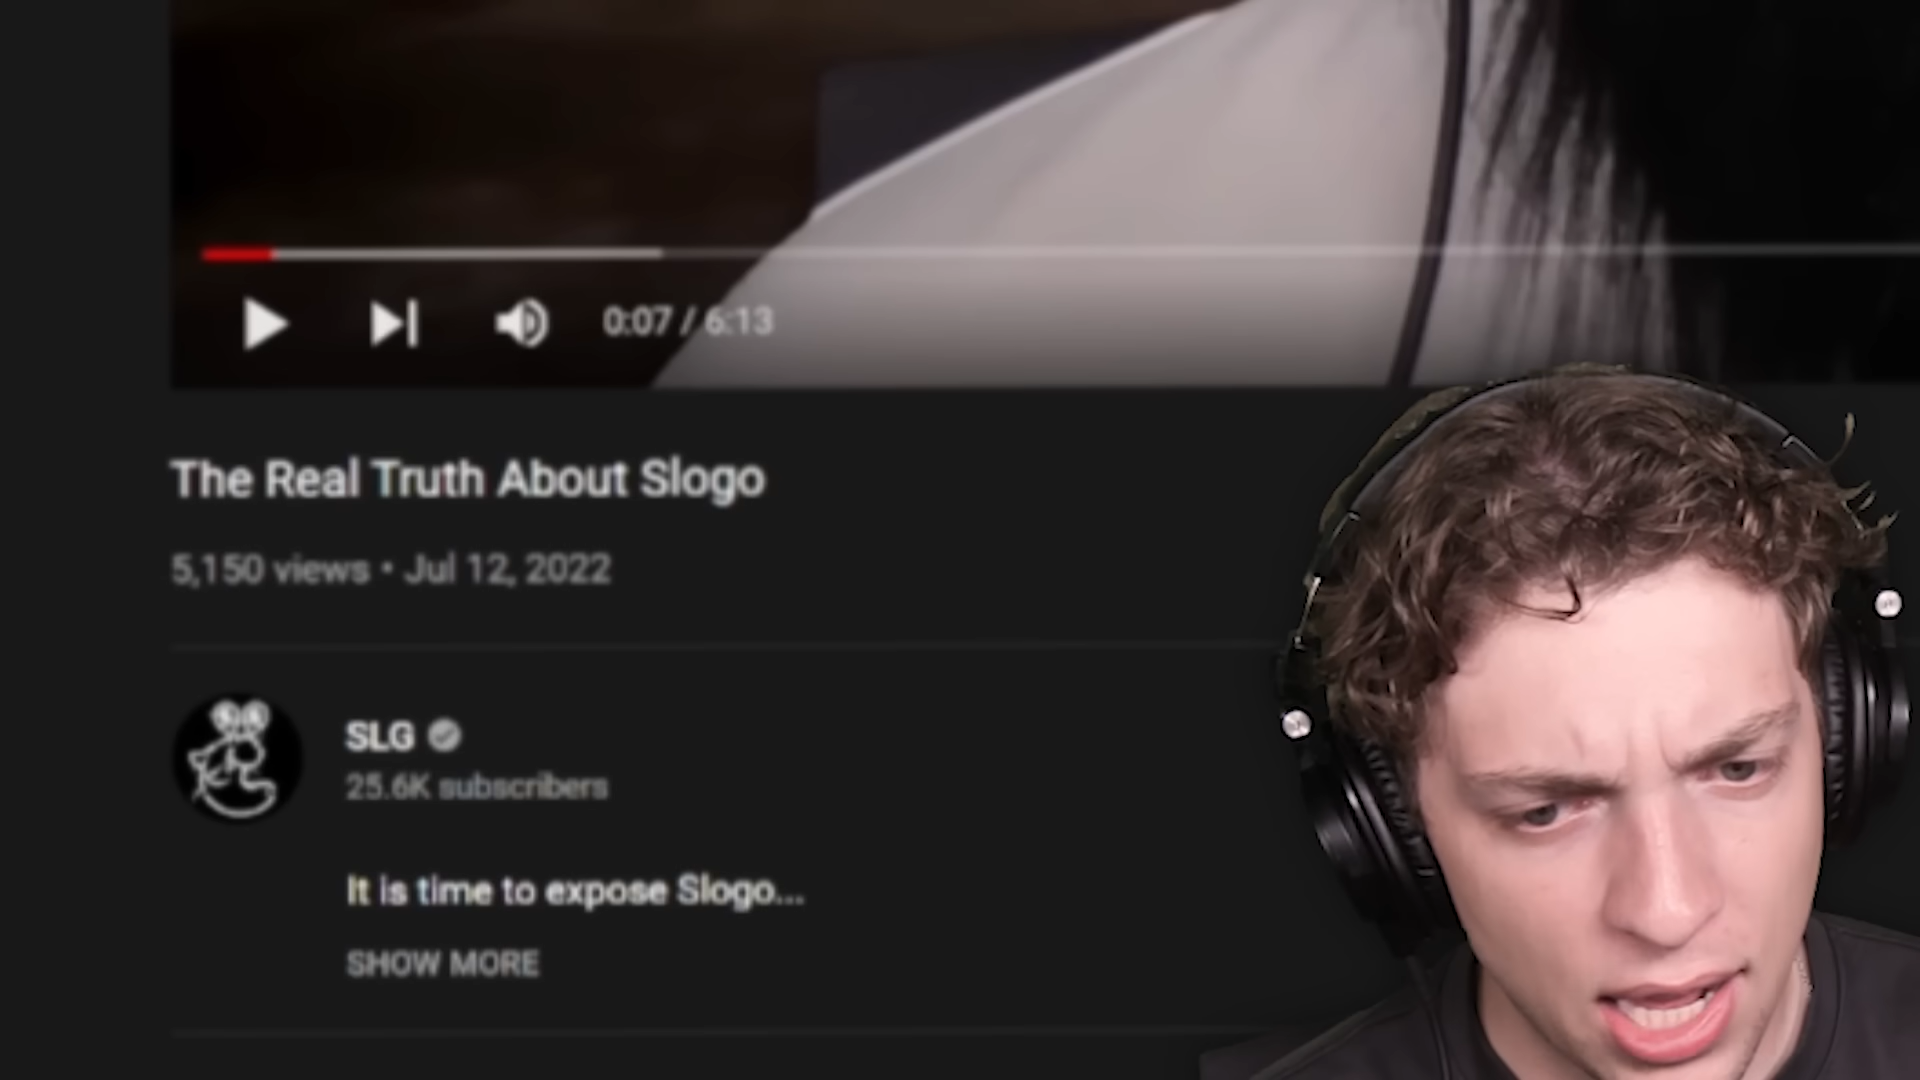 0:07 / 6:13
The Real Truth About Slogo
5,150 views • Jul 12, 2022
SLG
25.6K subscribers
It is time to expose Slogo...
SHOW MORE